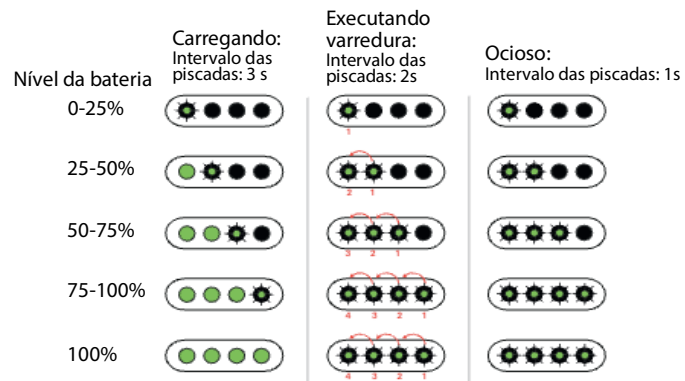 Carregando:
Intervalo das
piscadas: 3 s
Executando
varredura:
Intervalo das
piscadas: 2s
Ocioso:
Intervalo das piscadas: 1s
Nível da bateria
0-25%
1
25-50%
2 1
50-75%
3 2 1
75-100%
4 3 2 1
100%
4 3 2 1